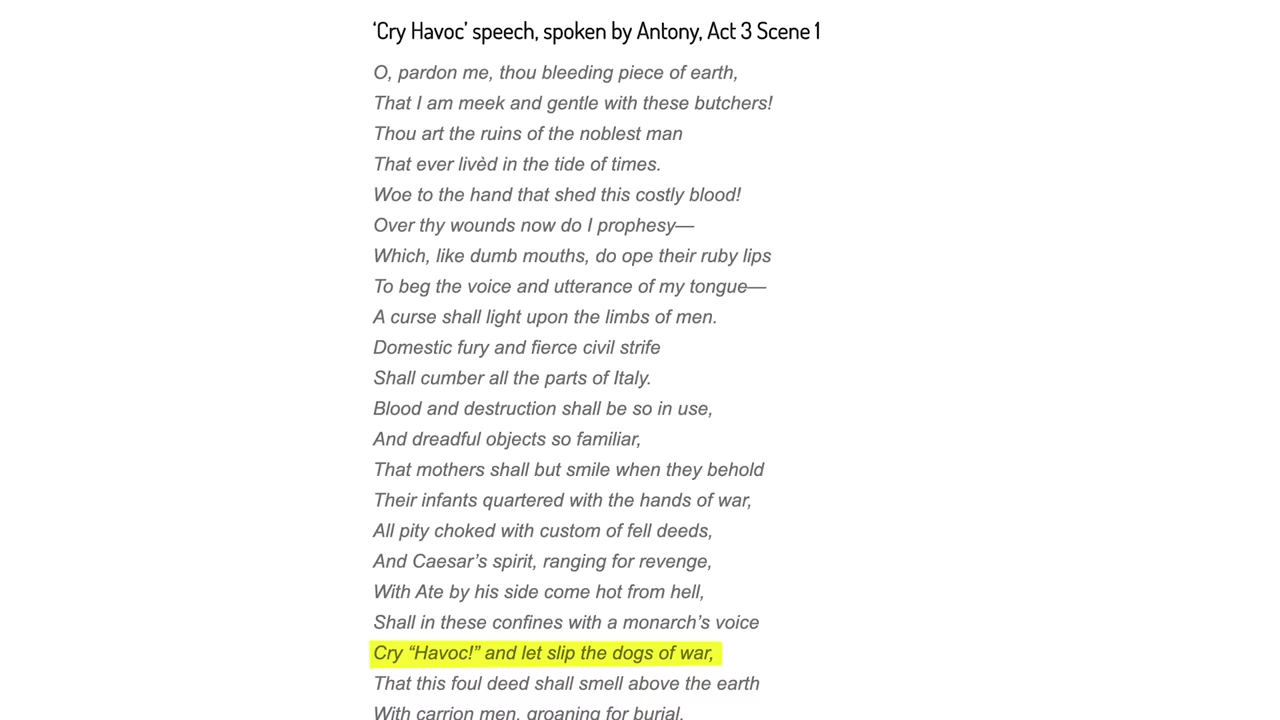 ‘Cry Havoc’ speech, spoken by Antony, Act 3 Scene 1
O, pardon me, thou bleeding piece of earth,
That I am meek and gentle with these butchers!
Thou art the ruins of the noblest man
That ever livèd in the tide of times.
Woe to the hand that shed this costly blood!
Over thy wounds now do I prophesy—
Which, like dumb mouths, do ope their ruby lips
To beg the voice and utterance of my tongue—
A curse shall light upon the limbs of men.
Domestic fury and fierce civil strife
Shall cumber all the parts of Italy.
Blood and destruction shall be so in use,
And dreadful objects so familiar,
That mothers shall but smile when they behold
Their infants quartered with the hands of war,
All pity choked with custom of fell deeds,
And Caesar’s spirit, ranging for revenge,
With Ate by his side come hot from hell,
Shall in these confines with a monarch’s voice
Cry “Havoc!” and let slip the dogs of war,
That this foul deed shall smell above the earth
With carrion men, groaning for burial.